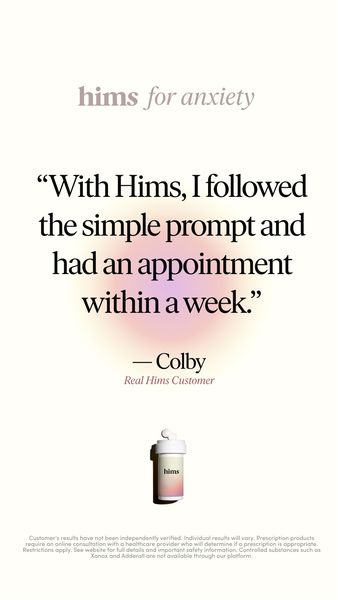 hims for anxiety
“With Hims, I followed
the simple prompt and
had an appointment
within a week.”
— Colby
Real Hims Customer
hims
Customer's results have not been independently verified. Individual results will vary. Prescription products
require an online consultation with a healthcare provider who will determine if a prescription is appropriate.
Restrictions apply. See website for full details and important safety information. Controlled substances such as
Xanax and Adderall are not available through our platform